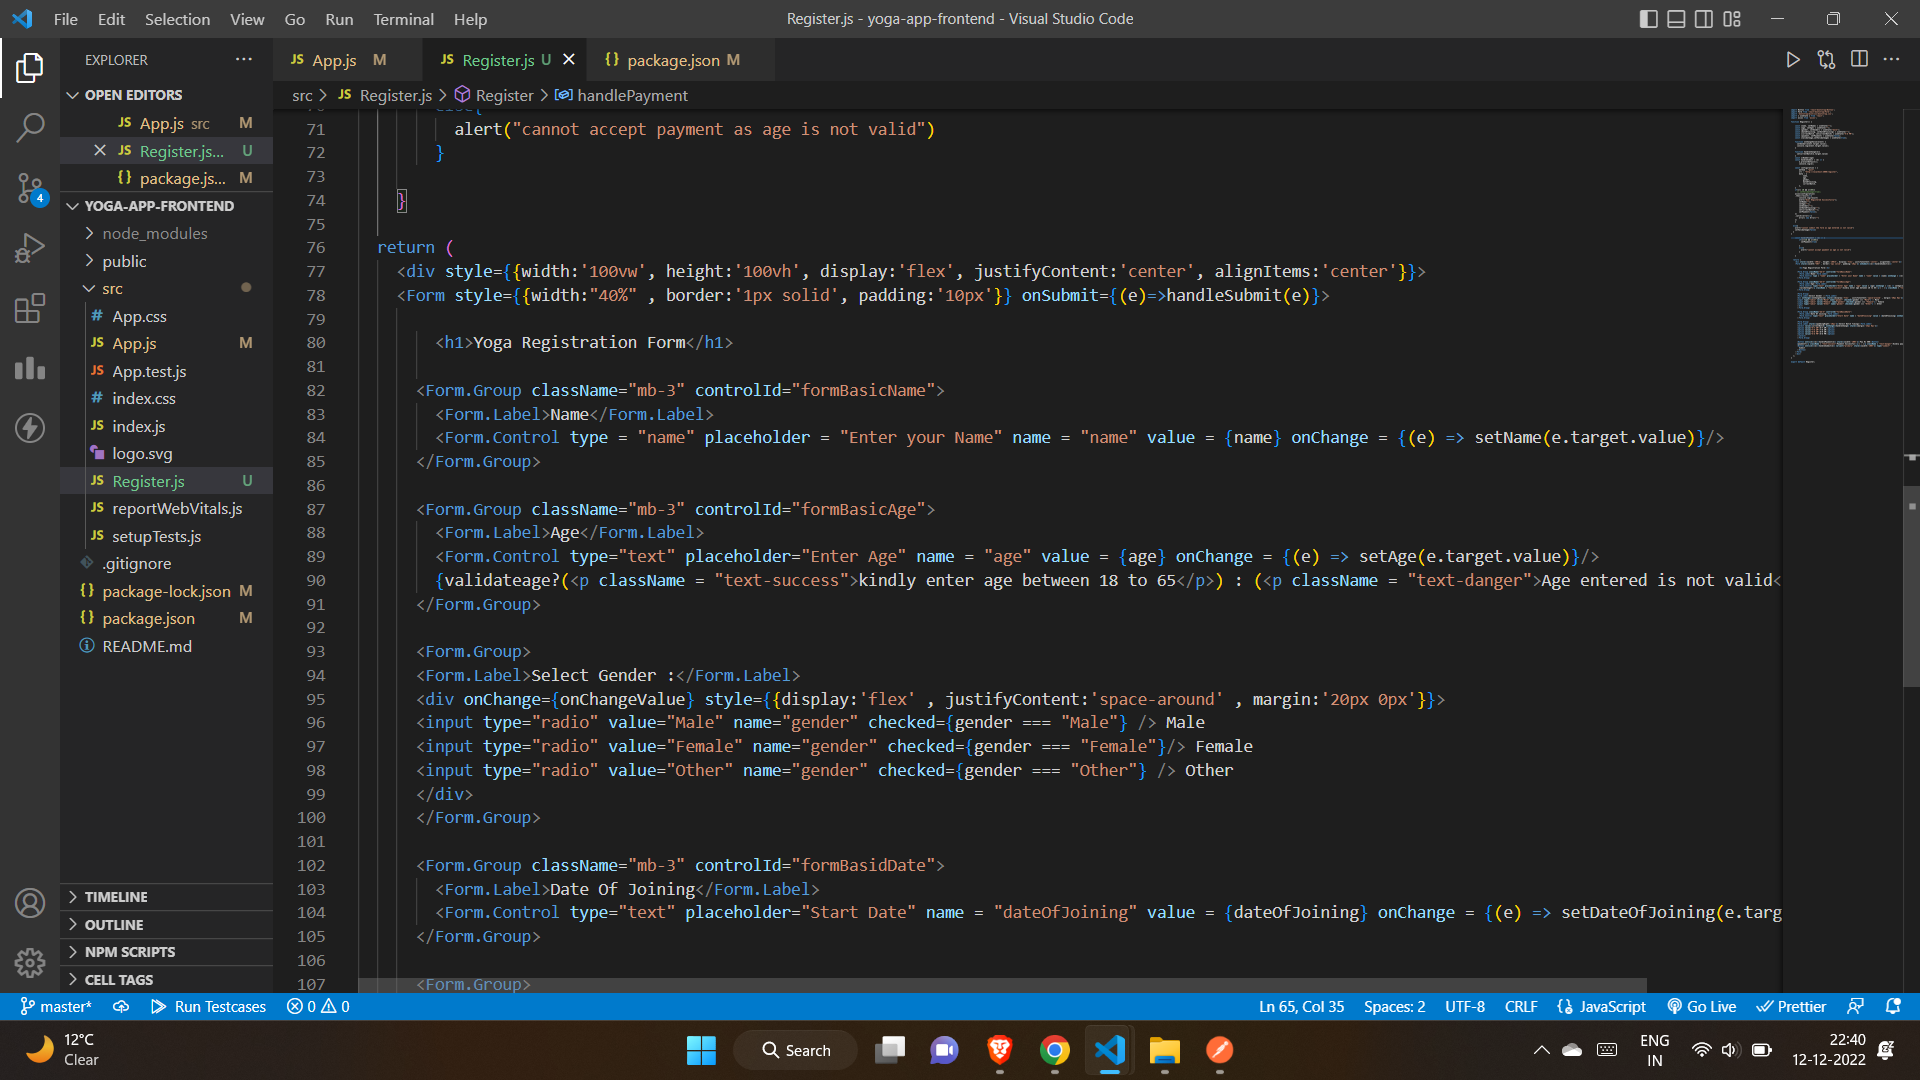 File Edit Selection View Go Run Terminal Help
Register.js - yoga-app-frontend - Visual Studio Code
EXPLORER
OPEN EDITORS
JS App.js src M
JS Register.js... U
{} package.js... M
YOGA-APP-FRONTEND
node_modules
public
src
# App.css
JS App.js M
JS App.test.js
# index.css
JS index.js
logo.svg
JS Register.js U
JS reportWebVitals.js
JS setupTests.js
.gitignore
{} package-lock.json M
{} package.json M
README.md
TIMELINE
OUTLINE
NPM SCRIPTS
CELL TAGS
4
JS App.js M
JS Register.js U
{} package.json M
src > JS Register.js > Register > handlePayment
71 alert("cannot accept payment as age is not valid")
72 }
73
74 }
75
76 return (
77 <div style={{width:'100vw', height:'100vh', display:'flex', justifyContent:'center', alignItems:'center'}}>
78 <Form style={{width:"40%" , border:'1px solid', padding:'10px'}} onSubmit={(e)=>handleSubmit(e)}>
79
80 <h1>Yoga Registration Form</h1>
81
82 <Form.Group className="mb-3" controlId="formBasicName">
83 <Form.Label>Name</Form.Label>
84 <Form.Control type = "name" placeholder = "Enter your Name" name = "name" value = {name} onChange = {(e) => setName(e.target.value)}/>
85 </Form.Group>
86
87 <Form.Group className="mb-3" controlId="formBasicAge">
88 <Form.Label>Age</Form.Label>
89 <Form.Control type="text" placeholder="Enter Age" name = "age" value = {age} onChange = {(e) => setAge(e.target.value)}/>
90 {validateage?(<p className = "text-success">kindly enter age between 18 to 65</p>) : (<p className = "text-danger">Age entered is not valid<
91 </Form.Group>
92
93 <Form.Group>
94 <Form.Label>Select Gender :</Form.Label>
95 <div onChange={onChangeValue} style={{display:'flex' , justifyContent:'space-around' , margin:'20px 0px'}}>
96 <input type="radio" value="Male" name="gender" checked={gender === "Male"} /> Male
97 <input type="radio" value="Female" name="gender" checked={gender === "Female"}/> Female
98 <input type="radio" value="Other" name="gender" checked={gender === "Other"} /> Other
99 </div>
100 </Form.Group>
101
102 <Form.Group className="mb-3" controlId="formBasidDate">
103 <Form.Label>Date Of Joining</Form.Label>
104 <Form.Control type="text" placeholder="Start Date" name = "dateOfJoining" value = {dateOfJoining} onChange = {(e) => setDateOfJoining(e.targ
105 </Form.Group>
106
107 <Form.Group>
master* Run Testcases 0 0 Ln 65, Col 35 Spaces: 2 UTF-8 CRLF JavaScript Go Live Prettier
12°C
Clear
Search
ENG
IN
22:40
12-12-2022